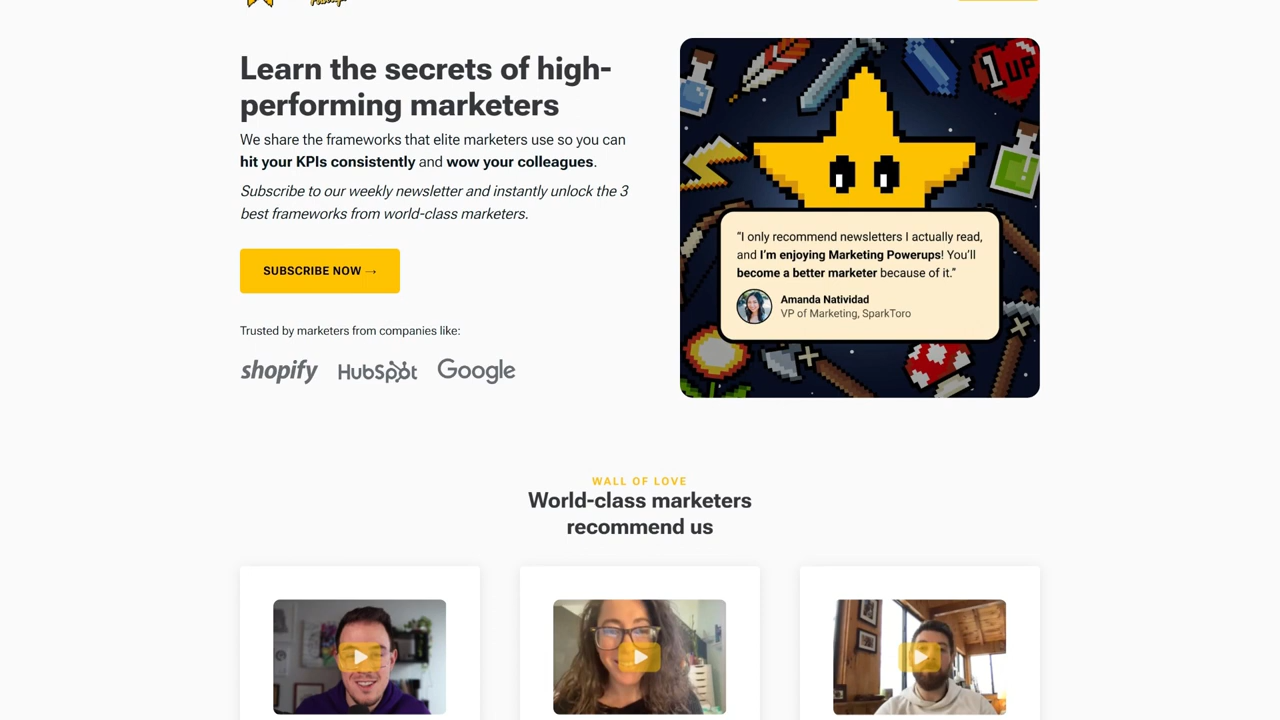 Powerups
Learn the secrets of high-
performing marketers
We share the frameworks that elite marketers use so you can
hit your KPIs consistently and wow your colleagues.
Subscribe to our weekly newsletter and instantly unlock the 3
best frameworks from world-class marketers.
SUBSCRIBE NOW →
Trusted by marketers from companies like:
shopify HubSpot Google
1UP
“I only recommend newsletters I actually read,
and I’m enjoying Marketing Powerups! You’ll
become a better marketer because of it.”
Amanda Natividad
VP of Marketing, SparkToro
WALL OF LOVE
World-class marketers
recommend us